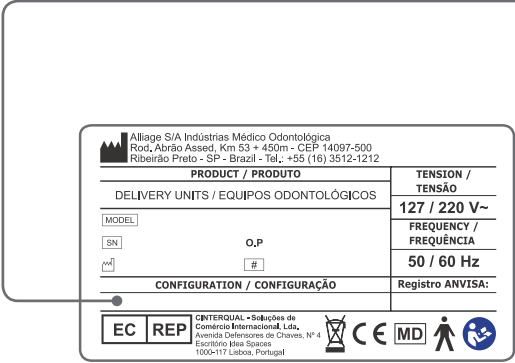 Alliage S/A Indústrias Médico Odontológica
Rod. Abrão Assed, Km 53 + 450m - CEP 14097-500
Ribeirão Preto - SP - Brazil - Tel.: +55 (16) 3512-1212
PRODUCT / PRODUTO
DELIVERY UNITS / EQUIPOS ODONTOLÓGICOS
TENSION /
TENSÃO
127 / 220 V~
MODEL
SN
O.P
#
FREQUENCY /
FREQUÊNCIA
50 / 60 Hz
CONFIGURATION / CONFIGURAÇÃO
Registro ANVISA:
EC REP
CINTERQUAL - Soluções de
Comércio Internacional, Lda.
Avenida Defensores de Chaves, Nº 4
Escritório Idea Spaces
1000-117 Lisboa, Portugal
CE
MD